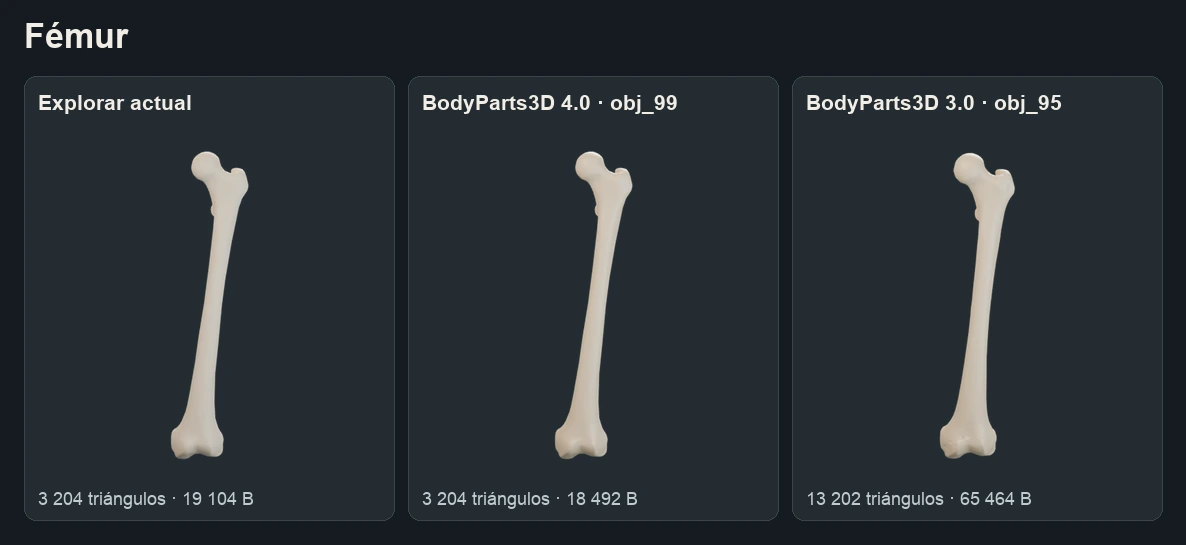 Fémur
Explorar actual
BodyParts3D 4.0 · obj_99
BodyParts3D 3.0 · obj_95
3 204 triángulos · 19 104 B
3 204 triángulos · 18 492 B
13 202 triángulos · 65 464 B